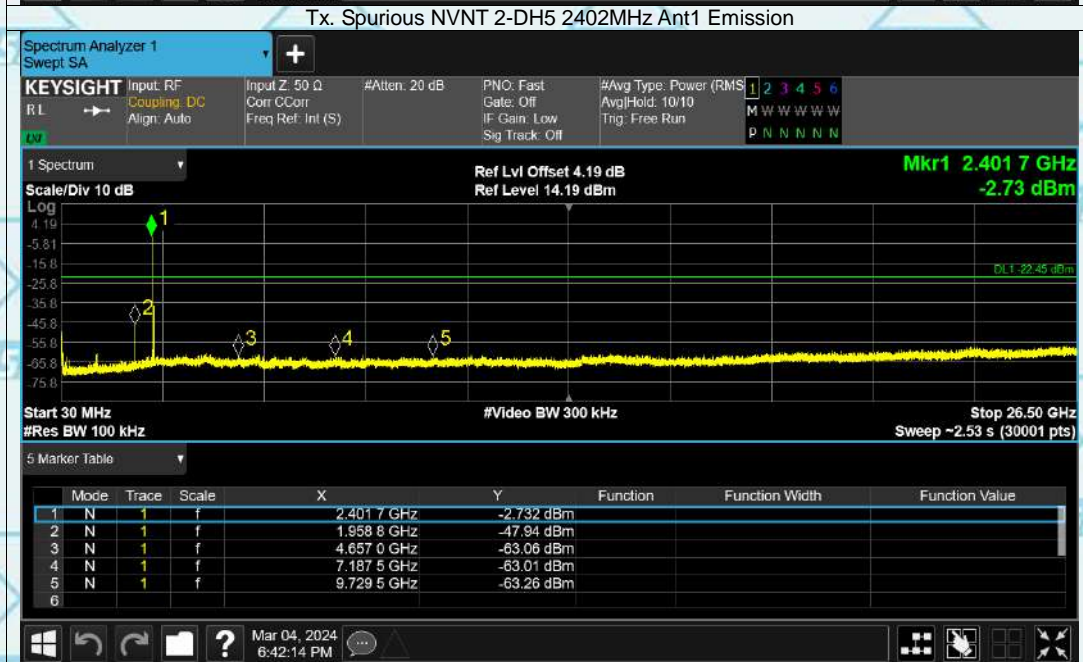 Tx. Spurious NVNT 2-DH5 2402MHz Ant1 Emission
Spectrum Analyzer 1
Swept SA
+
KEYSIGHT Input: RF Input Z: 50 Ω #Atten: 20 dB PNO: Fast #Avg Type: Power (RMS 1 2 3 4 5 6
RL Coupling: DC Corr CCorr Gate: Off Avg|Hold: 10/10 M W W W W W
Align: Auto Freq Ref: Int (S) IF Gain: Low Trig: Free Run
Sig Track: Off P N N N N N
LXI
1 Spectrum Ref Lvl Offset 4.19 dB Mkr1 2.401 7 GHz
Scale/Div 10 dB Ref Level 14.19 dBm -2.73 dBm
Log
4.19
1
-5.81
-15.8
DL1 -22.45 dBm
-25.8
-35.8
2
-45.8
-55.8
3 4 5
-65.8
-75.8
Start 30 MHz #Video BW 300 kHz Stop 26.50 GHz
#Res BW 100 kHz Sweep ~2.53 s (30001 pts)
5 Marker Table
Mode Trace Scale X Y Function Function Width Function Value
1 N 1 f 2.401 7 GHz -2.732 dBm
2 N 1 f 1.958 8 GHz -47.94 dBm
3 N 1 f 4.657 0 GHz -63.06 dBm
4 N 1 f 7.187 5 GHz -63.01 dBm
5 N 1 f 9.729 5 GHz -63.26 dBm
6
? Mar 04, 2024
6:42:14 PM